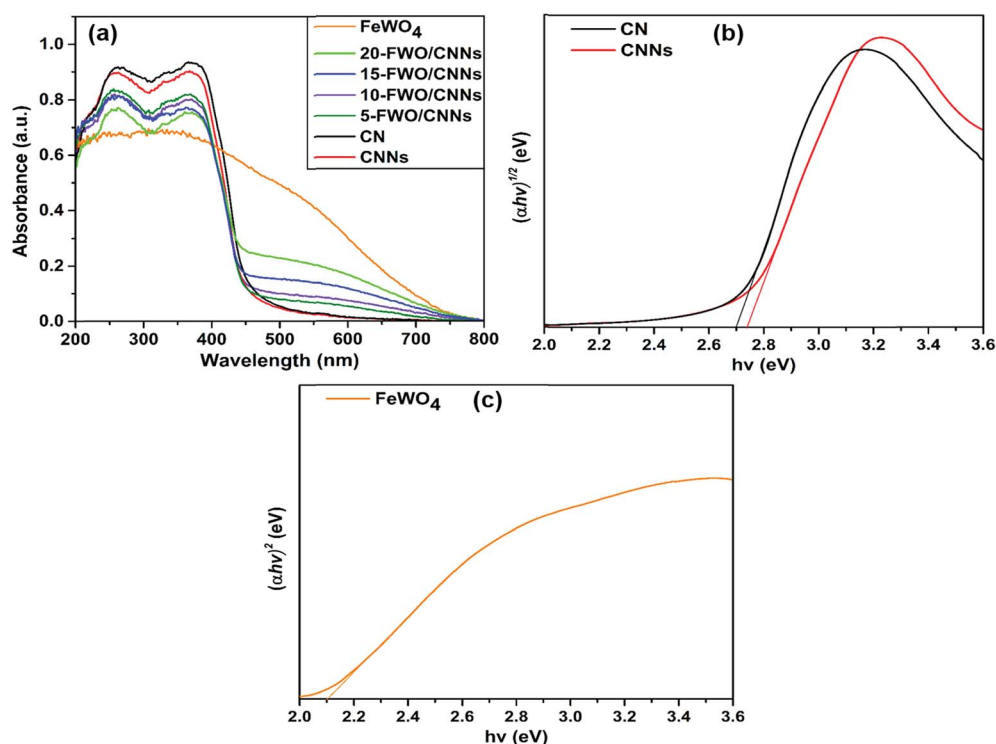 (a)
FeWO4
20-FWO/CNNs
15-FWO/CNNs
10-FWO/CNNs
5-FWO/CNNs
CN
CNNs
1.0
0.8
0.6
0.4
0.2
0.0
Absorbance (a.u.)
200 300 400 500 600 700 800
Wavelength (nm)
CN
CNNs
(b)
(αhv)1/2 (eV)
2.0 2.2 2.4 2.6 2.8 3.0 3.2 3.4 3.6
hv (eV)
FeWO4
(c)
(αhv)2 (eV)
2.0 2.2 2.4 2.6 2.8 3.0 3.2 3.4 3.6
hv (eV)